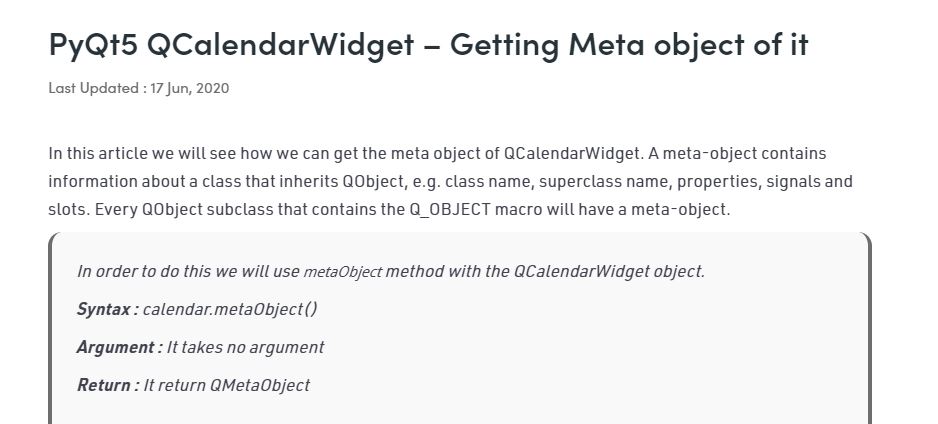 PyQt5 QCalendarWidget – Getting Meta object of it
Last Updated : 17 Jun, 2020
In this article we will see how we can get the meta object of QCalendarWidget. A meta-object contains
information about a class that inherits QObject, e.g. class name, superclass name, properties, signals and
slots. Every QObject subclass that contains the Q_OBJECT macro will have a meta-object.
In order to do this we will use metaObject method with the QCalendarWidget object.
Syntax : calendar.metaObject()
Argument : It takes no argument
Return : It return QMetaObject